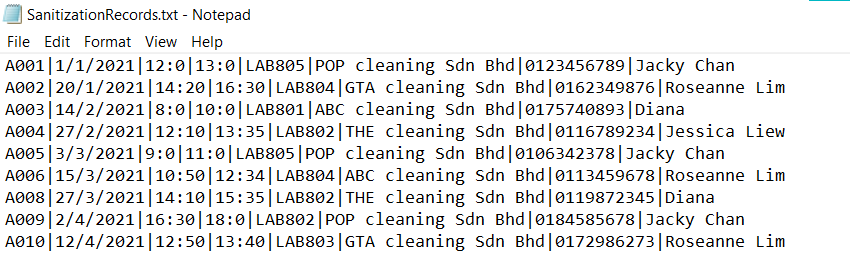 SanitizationRecords.txt - Notepad
File Edit Format View Help
A001|1/1/2021|12:0|13:0|LAB805|POP cleaning Sdn Bhd|0123456789|Jacky Chan
A002|20/1/2021|14:20|16:30|LAB804|GTA cleaning Sdn Bhd|0162349876|Roseanne Lim
A003|14/2/2021|8:0|10:0|LAB801|ABC cleaning Sdn Bhd|0175740893|Diana
A004|27/2/2021|12:10|13:35|LAB802|THE cleaning Sdn Bhd|0116789234|Jessica Liew
A005|3/3/2021|9:0|11:0|LAB805|POP cleaning Sdn Bhd|0106342378|Jacky Chan
A006|15/3/2021|10:50|12:34|LAB804|ABC cleaning Sdn Bhd|0113459678|Roseanne Lim
A008|27/3/2021|14:10|15:35|LAB802|THE cleaning Sdn Bhd|0119872345|Diana
A009|2/4/2021|16:30|18:0|LAB802|POP cleaning Sdn Bhd|0184585678|Jacky Chan
A010|12/4/2021|12:50|13:40|LAB803|GTA cleaning Sdn Bhd|0172986273|Roseanne Lim